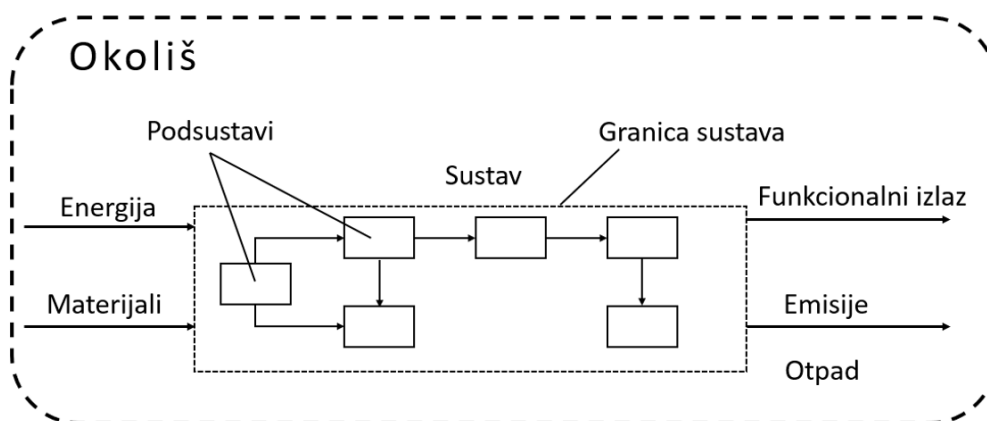 Okoliš
Podsustavi
Granica sustava
Sustav
Energija
Funkcionalni izlaz
Materijali
Emisije
Otpad